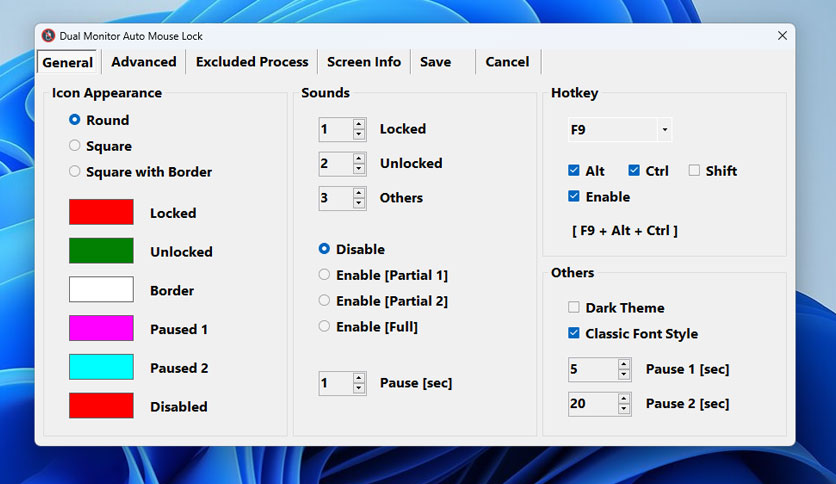 Dual Monitor Auto Mouse Lock
General Advanced Excluded Process Screen Info Save Cancel
Icon Appearance
Round
Square
Square with Border
Locked
Unlocked
Border
Paused 1
Paused 2
Disabled
Sounds
1 Locked
2 Unlocked
3 Others
Disable
Enable [Partial 1]
Enable [Partial 2]
Enable [Full]
1 Pause [sec]
Hotkey
F9
Alt Ctrl Shift
Enable
[ F9 + Alt + Ctrl ]
Others
Dark Theme
Classic Font Style
5 Pause 1 [sec]
20 Pause 2 [sec]